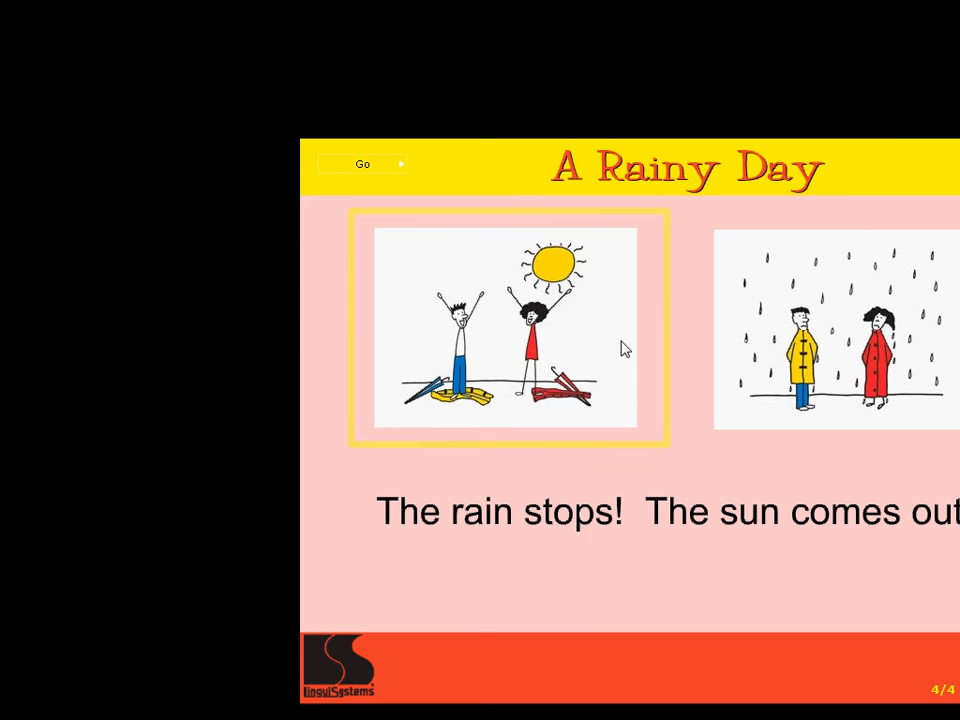 Go
A Rainy Day
The rain stops! The sun comes out
LinguiSystems
4/4